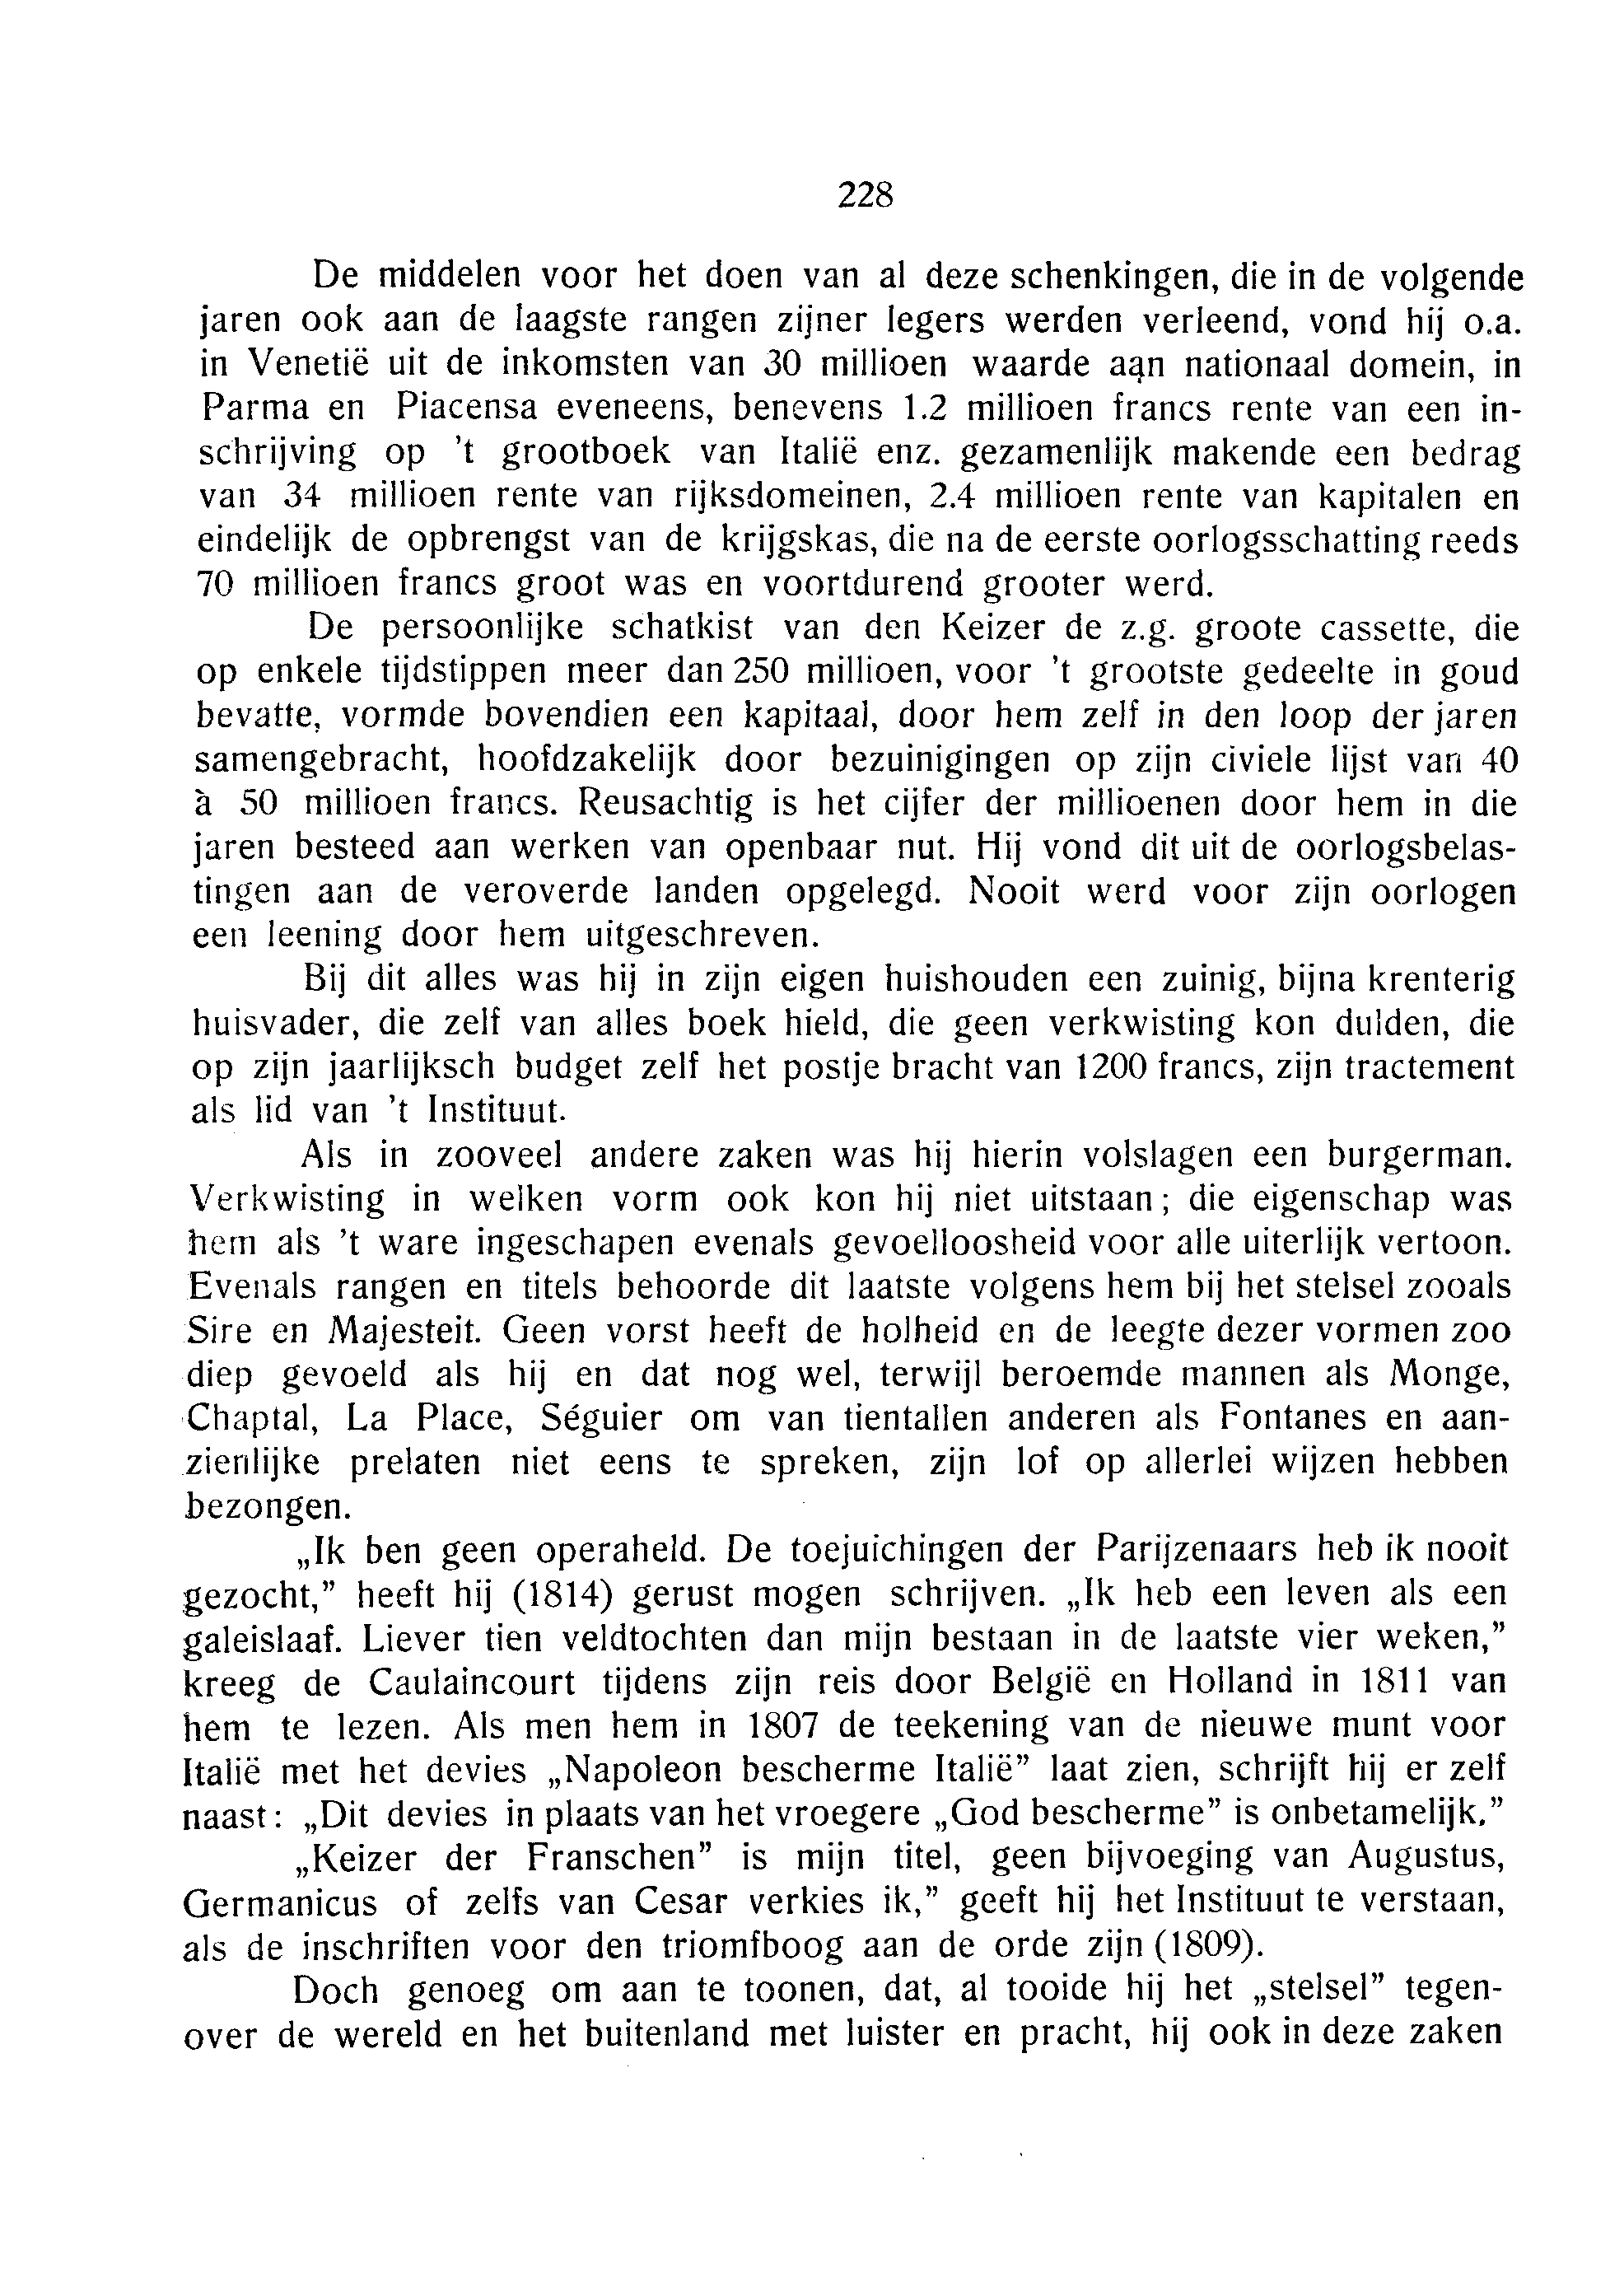 228
De middelen voor het doen van al deze schenkingen, die in de volgende
jaren ook aan de laagste rangen zijner legers werden verleend, vond hij o.a.
in Venetië uit de inkomsten van 30 millioen waarde aan nationaal domein, in
Parma en Piacensa eveneens, benevens 1.2 millioen francs rente van een in-
schrijving op 't grootboek van Italië enz. gezamenlijk makende een bedrag
van 34 millioen rente van rijksdomeinen, 2.4 millioen rente van kapitalen en
eindelijk de opbrengst van de krijgskas, die na de eerste oorlogsschatting reeds
70 millioen francs groot was en voortdurend grooter werd.
De persoonlijke schatkist van den Keizer de z.g. groote cassette, die
op enkele tijdstippen meer dan 250 millioen, voor 't grootste gedeelte in goud
bevatte, vormde bovendien een kapitaal, door hem zelf in den loop der jaren
samengebracht, hoofdzakelijk door bezuinigingen op zijn civiele lijst van 40
à 50 millioen francs. Reusachtig is het cijfer der millioenen door hem in die
jaren besteed aan werken van openbaar nut. Hij vond dit uit de oorlogsbelas-
tingen aan de veroverde landen opgelegd. Nooit werd voor zijn oorlogen
een leening door hem uitgeschreven.
Bij dit alles was hij in zijn eigen huishouden een zuinig, bijna krenterig
huisvader, die zelf van alles boek hield, die geen verkwisting kon dulden, die
op zijn jaarlijksch budget zelf het postje bracht van 1200 francs, zijn tractement
als lid van 't Instituut.
Als in zooveel andere zaken was hij hierin volslagen een burgerman.
Verkwisting in welken vorm ook kon hij niet uitstaan; die eigenschap was
hem als 't ware ingeschapen evenals gevoelloosheid voor alle uiterlijk vertoon.
Evenals rangen en titels behoorde dit laatste volgens hem bij het stelsel zooals
Sire en Majesteit. Geen vorst heeft de holheid en de leegte dezer vormen zoo
diep gevoeld als hij en dat nog wel, terwijl beroemde mannen als Monge,
Chaptal, La Place, Séguier om van tientallen anderen als Fontanes en aan-
zienlijke prelaten niet eens te spreken, zijn lof op allerlei wijzen hebben
bezongen.
„Ik ben geen operaheld. De toejuichingen der Parijzenaars heb ik nooit
gezocht,” heeft hij (1814) gerust mogen schrijven. „Ik heb een leven als een
galeislaaf. Liever tien veldtochten dan mijn bestaan in de laatste vier weken,”
kreeg de Caulaincourt tijdens zijn reis door België en Holland in 1811 van
hem te lezen. Als men hem in 1807 de teekening van de nieuwe munt voor
Italië met het devies „Napoleon bescherme Italië” laat zien, schrijft hij er zelf
naast: „Dit devies in plaats van het vroegere „God bescherme” is onbetamelijk.”
„Keizer der Franschen” is mijn titel, geen bijvoeging van Augustus,
Germanicus of zelfs van Cesar verkies ik,” geeft hij het Instituut te verstaan,
als de inschriften voor den triomfboog aan de orde zijn (1809).
Doch genoeg om aan te toonen, dat, al tooide hij het „stelsel” tegen-
over de wereld en het buitenland met luister en pracht, hij ook in deze zaken